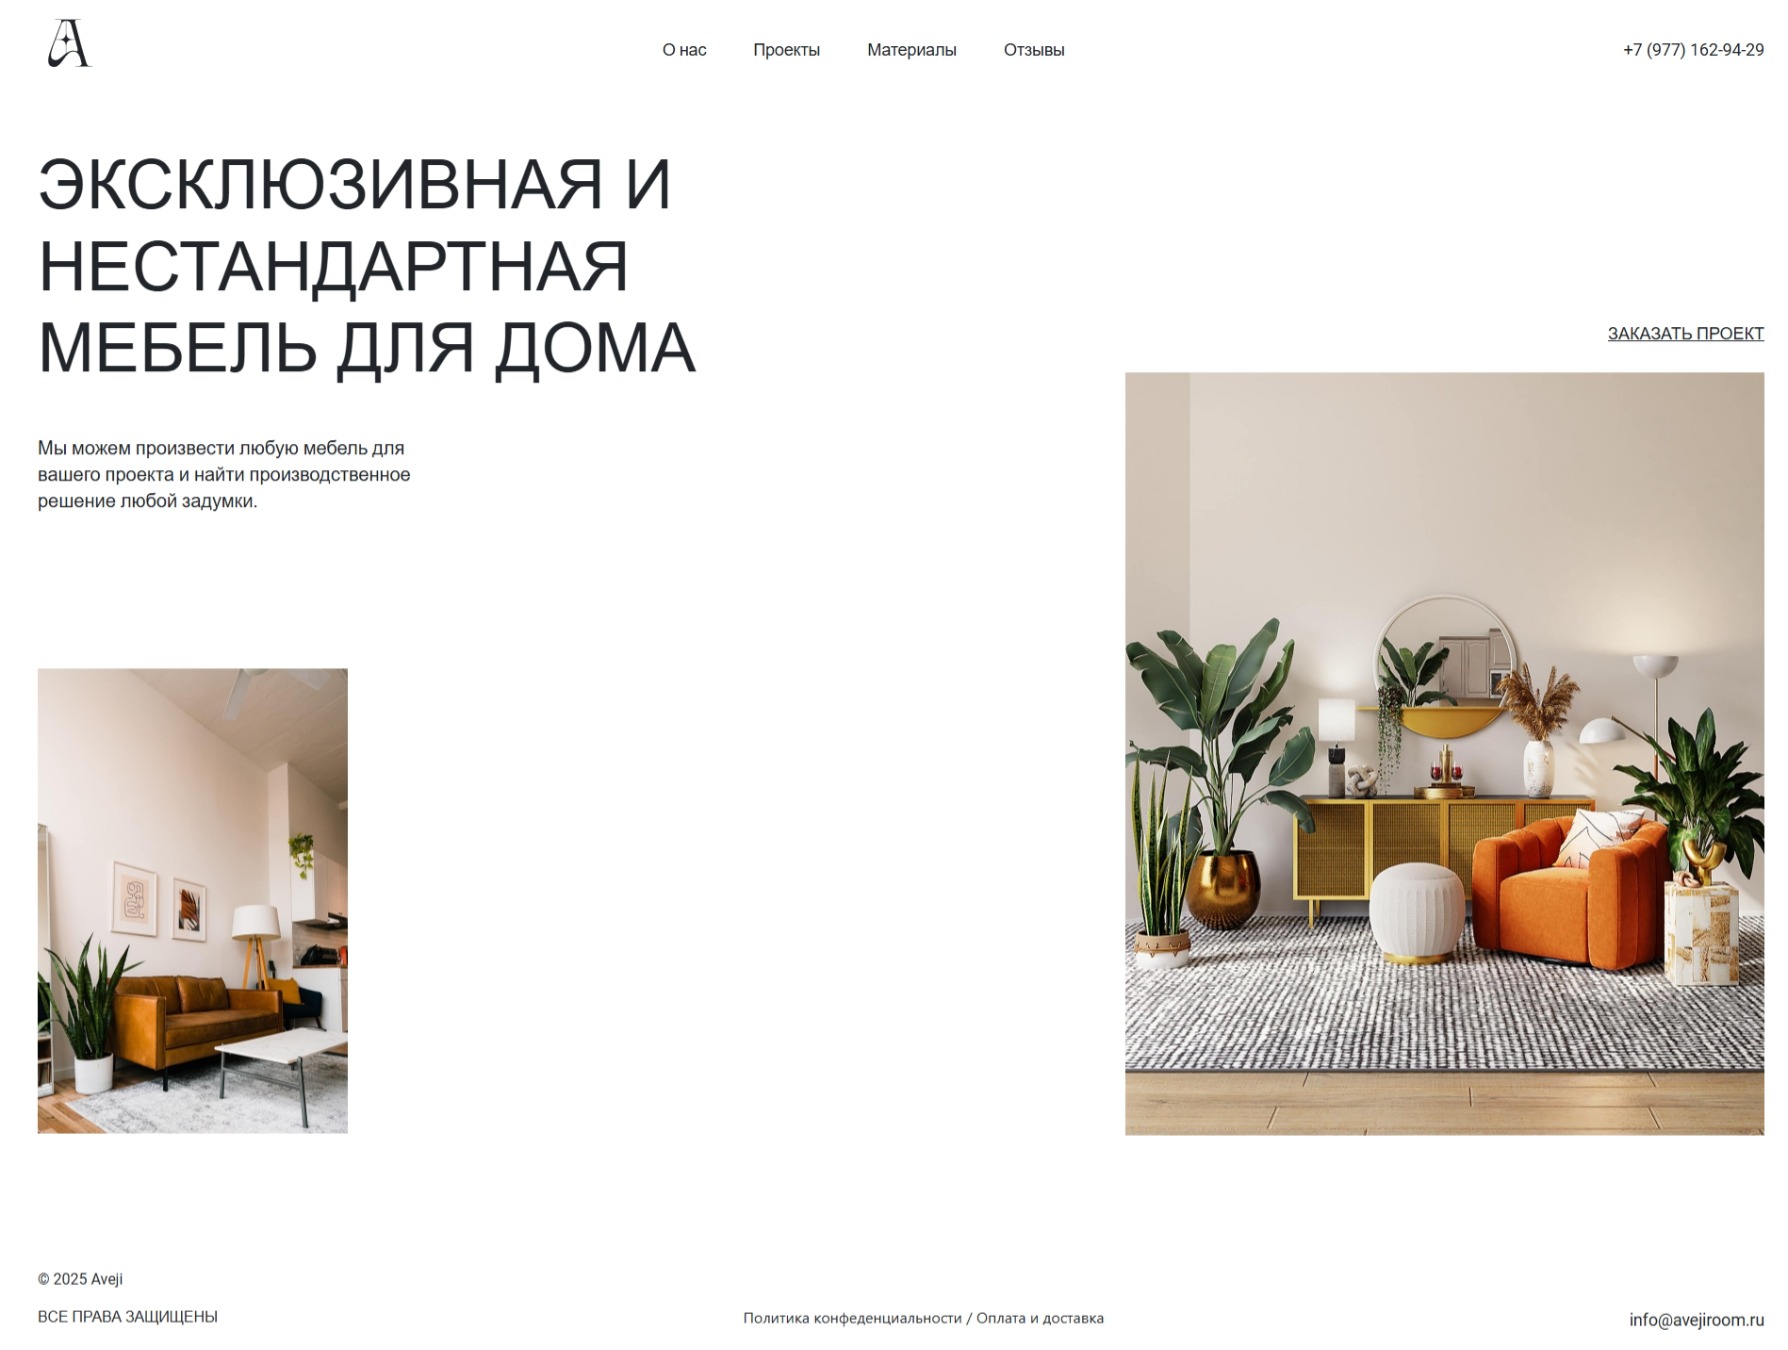 О нас
Проекты
Материалы
Отзывы
+7 (977) 162-94-29
ЭКСКЛЮЗИВНАЯ И
НЕСТАНДАРТНАЯ
МЕБЕЛЬ ДЛЯ ДОМА
ЗАКАЗАТЬ ПРОЕКТ
Мы можем произвести любую мебель для
вашего проекта и найти производственное
решение любой задумки.
© 2025 Aveji
ВСЕ ПРАВА ЗАЩИЩЕНЫ
Политика конфеденциальности / Оплата и доставка
info@avejiroom.ru